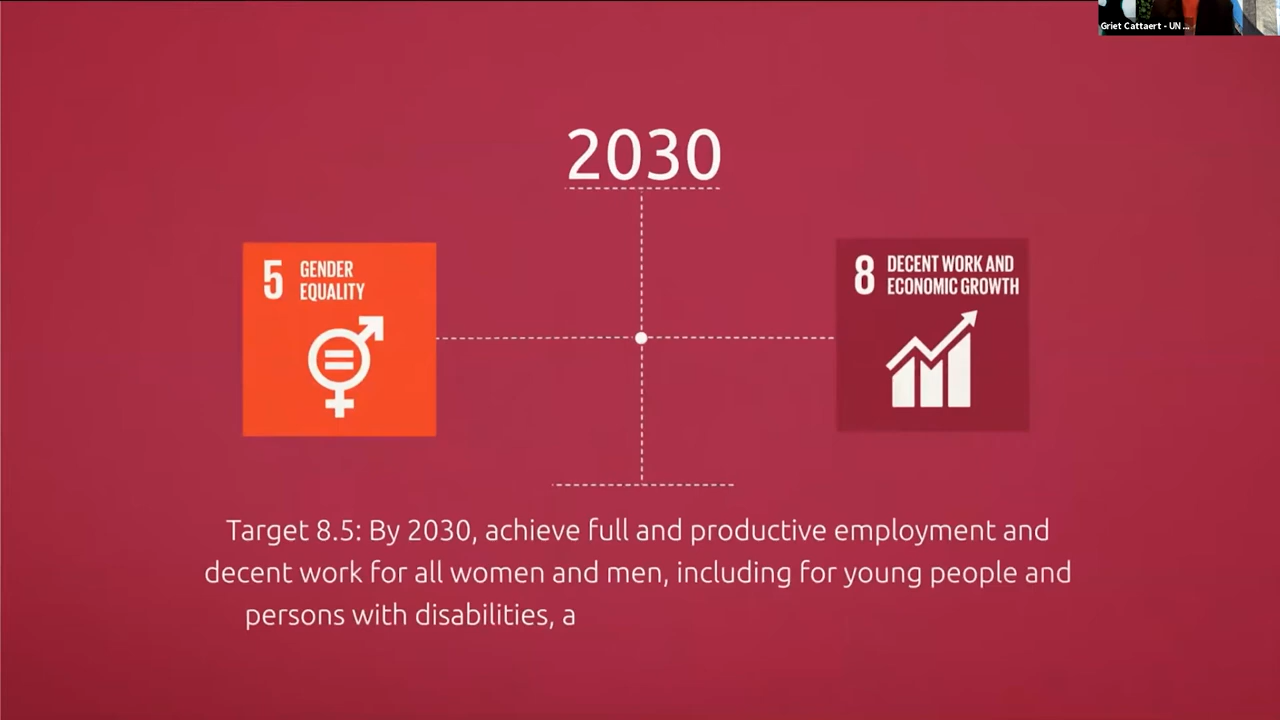 Griet Cattaert - UN ...
2030
5 GENDER
EQUALITY
8 DECENT WORK AND
ECONOMIC GROWTH
Target 8.5: By 2030, achieve full and productive employment and
decent work for all women and men, including for young people and
persons with disabilities, a